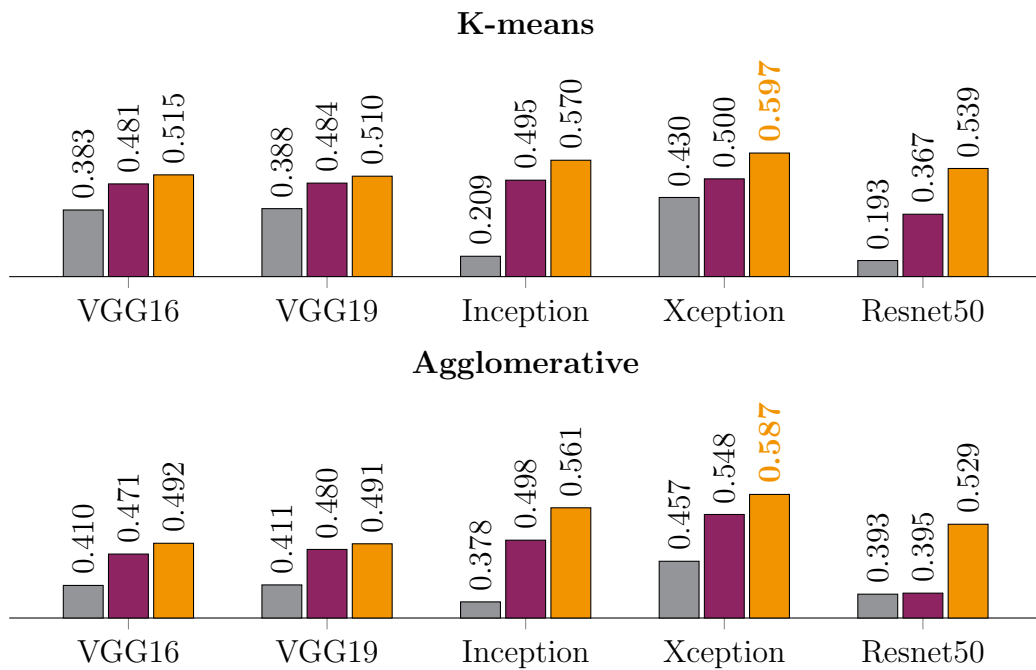 K-means
0.383 0.481 0.515 0.388 0.484 0.510 0.209 0.495 0.570 0.430 0.500 0.597 0.193 0.367 0.539
VGG16 VGG19 Inception Xception Resnet50
Agglomerative
0.410 0.471 0.492 0.411 0.480 0.491 0.378 0.498 0.561 0.457 0.548 0.587 0.393 0.395 0.529
VGG16 VGG19 Inception Xception Resnet50